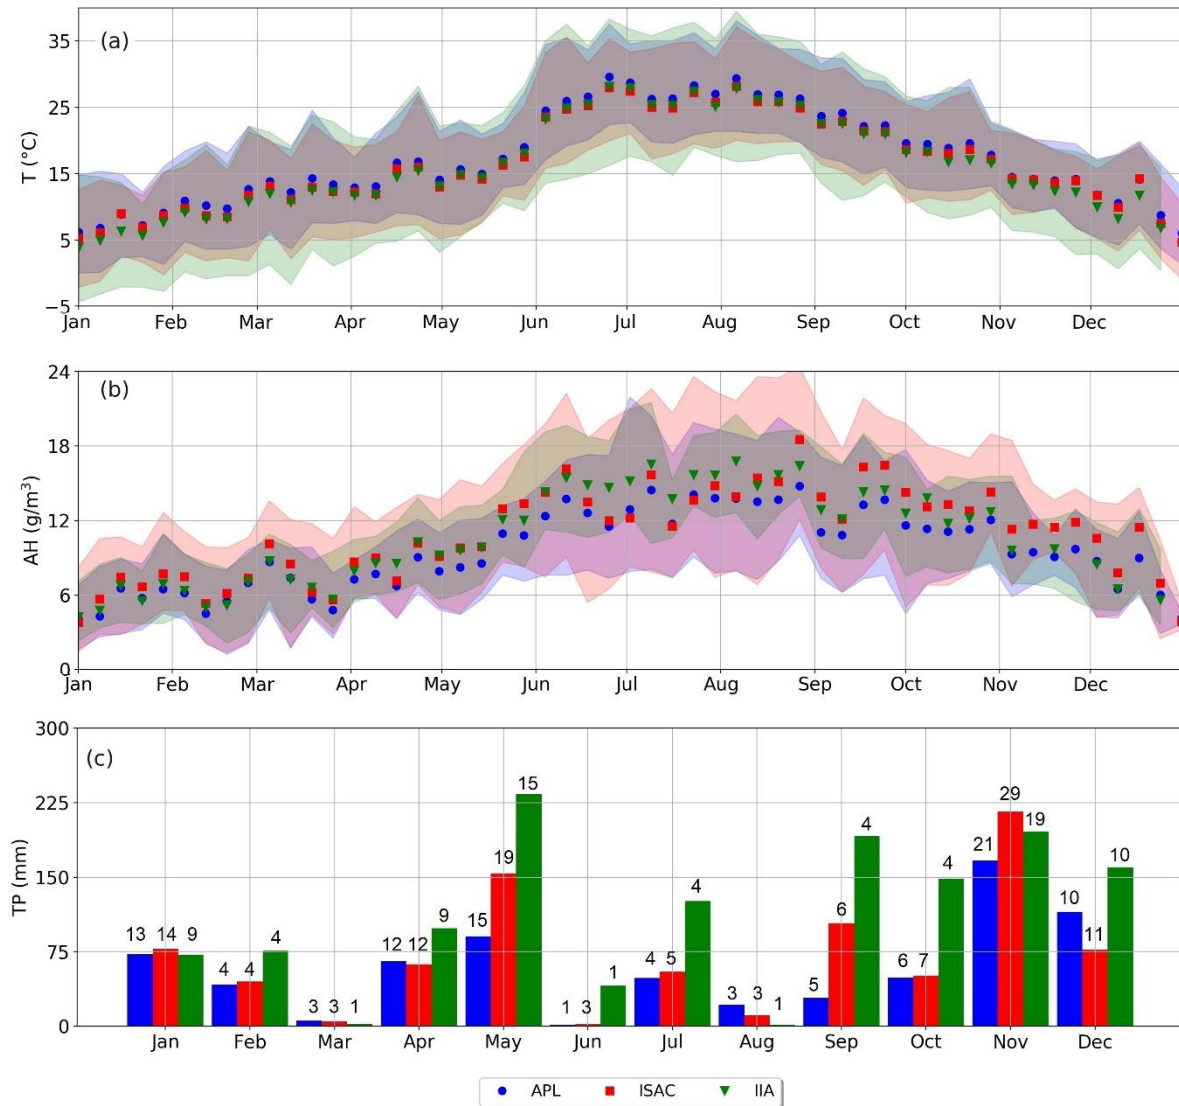 (a)
T (°C)
35
25
15
5
−5
Jan Feb Mar Apr May Jun Jul Aug Sep Oct Nov Dec
(b)
AH (g/m³)
24
18
12
6
0
Jan Feb Mar Apr May Jun Jul Aug Sep Oct Nov Dec
(c)
TP (mm)
300
225
150
75
0
13 14 9 4 4 4 3 3 1 12 12 9 15 19 15 1 3 1 4 5 4 3 3 1 5 6 4 6 7 4 21 29 19 10 11 10
Jan Feb Mar Apr May Jun Jul Aug Sep Oct Nov Dec
APL ISAC IIA